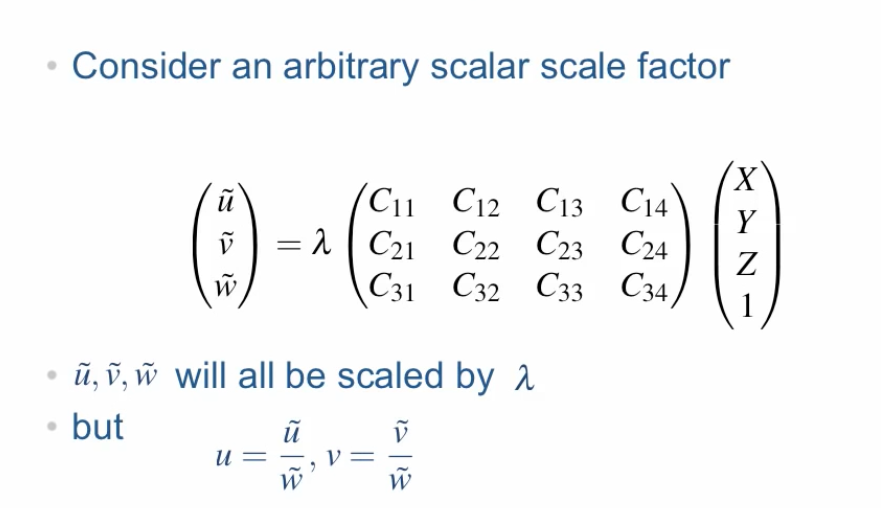 • Consider an arbitrary scalar scale factor
(ũ ṽ w̃) = λ (C₁₁ C₁₂ C₁₃ C₁₄ C₂₁ C₂₂ C₂₃ C₂₄ C₃₁ C₃₂ C₃₃ C₃₄) (X Y Z 1)
• ũ, ṽ, w̃ will all be scaled by λ
• but
u = ũ/w̃, v = ṽ/w̃